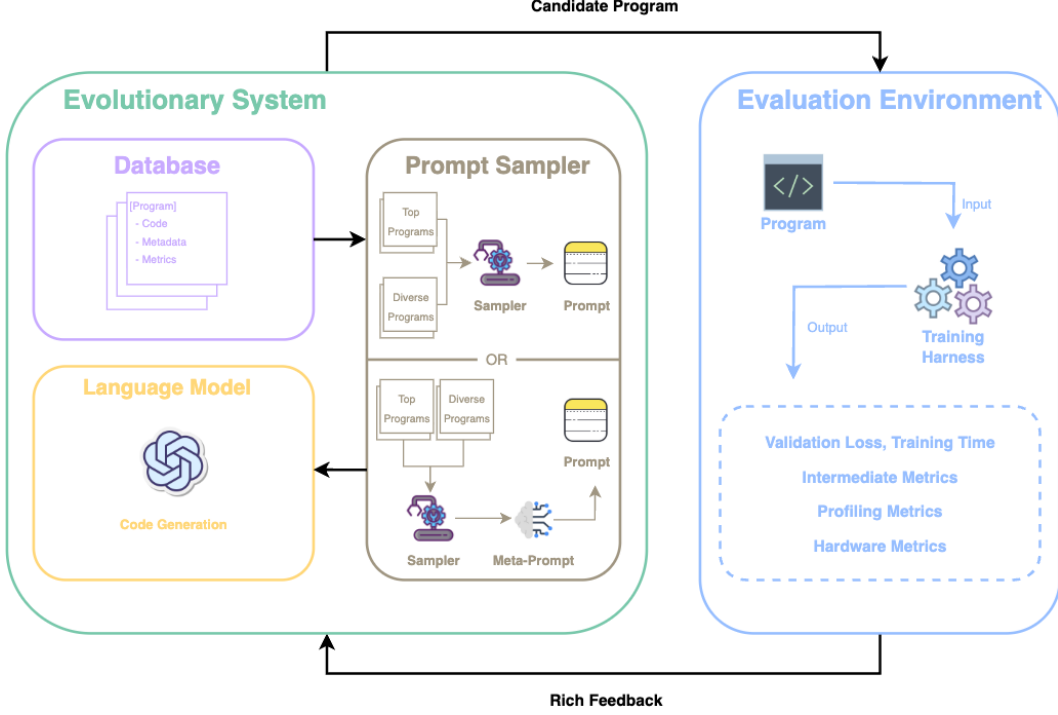 Candidate Program
Evolutionary System
Database
[Program]
- Code
- Metadata
- Metrics
Language Model
Code Generation
Prompt Sampler
Top
Programs
Diverse
Programs
Sampler
Prompt
OR
Top
Programs
Diverse
Programs
Prompt
Sampler
Meta-Prompt
Evaluation Environment
</>
Program
Input
Training
Harness
Output
Validation Loss, Training Time
Intermediate Metrics
Profiling Metrics
Hardware Metrics
Rich Feedback